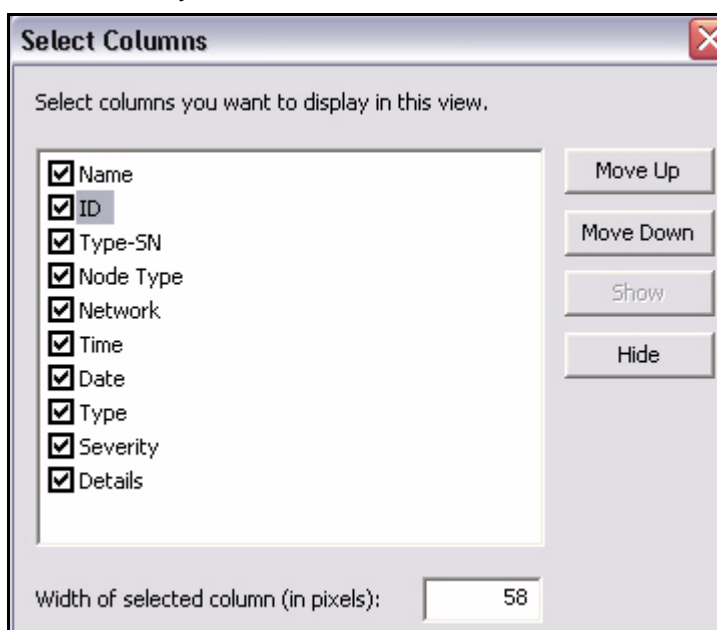 Select Columns
Select columns you want to display in this view.
Name
ID
Type-SN
Node Type
Network
Time
Date
Type
Severity
Details
Move Up
Move Down
Show
Hide
Width of selected column (in pixels): 58